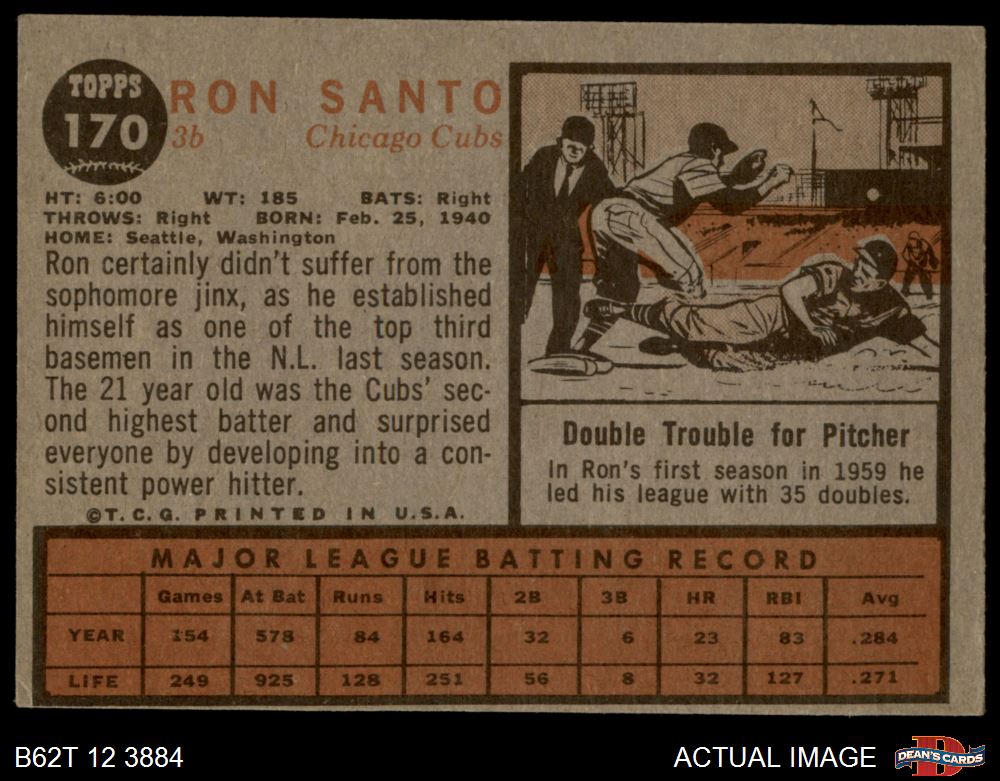 TOPPS
170
RON SANTO
3b Chicago Cubs
HT: 6:00 WT: 185 BATS: Right
THROWS: Right BORN: Feb. 25, 1940
HOME: Seattle, Washington
Ron certainly didn't suffer from the
sophomore jinx, as he established
himself as one of the top third
basemen in the N.L. last season.
The 21 year old was the Cubs' sec-
ond highest batter and surprised
everyone by developing into a con-
sistent power hitter.
©T.C.G. PRINTED IN U.S.A.
Double Trouble for Pitcher
In Ron's first season in 1959 he
led his league with 35 doubles.
MAJOR LEAGUE BATTING RECORD
Games At Bat Runs Hits 2B 3B HR RBI Avg
YEAR 154 578 84 164 32 6 23 83 .284
LIFE 249 925 128 251 56 8 32 127 .271
B62T 12 3884
ACTUAL IMAGE
D
DEAN'S CARDS